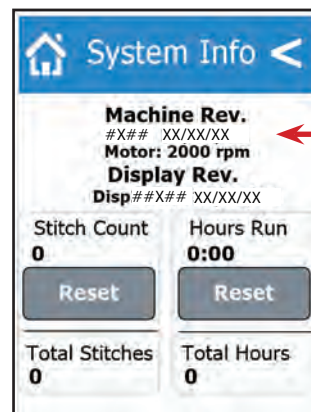 System Info <
Machine Rev.
#X## XX/XX/XX
Motor: 2000 rpm
Display Rev.
Disp##X## XX/XX/XX
Stitch Count
0
Reset
Hours Run
0:00
Reset
Total Stitches
0
Total Hours
0